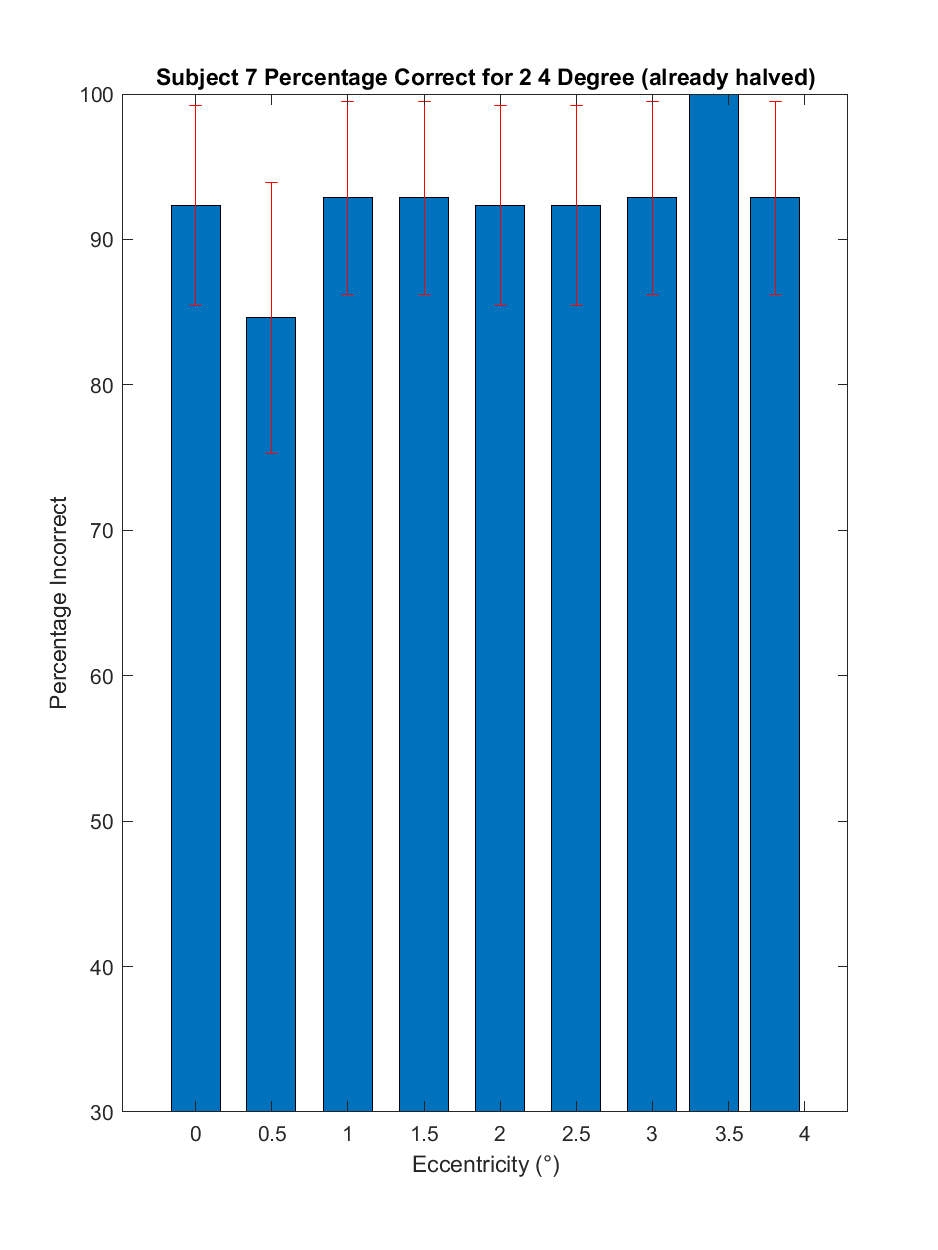 Subject 7 Percentage Correct for 2 4 Degree (already halved)
100
90
80
70
60
50
40
30
Percentage Incorrect
0 0.5 1 1.5 2 2.5 3 3.5 4
Eccentricity (°)